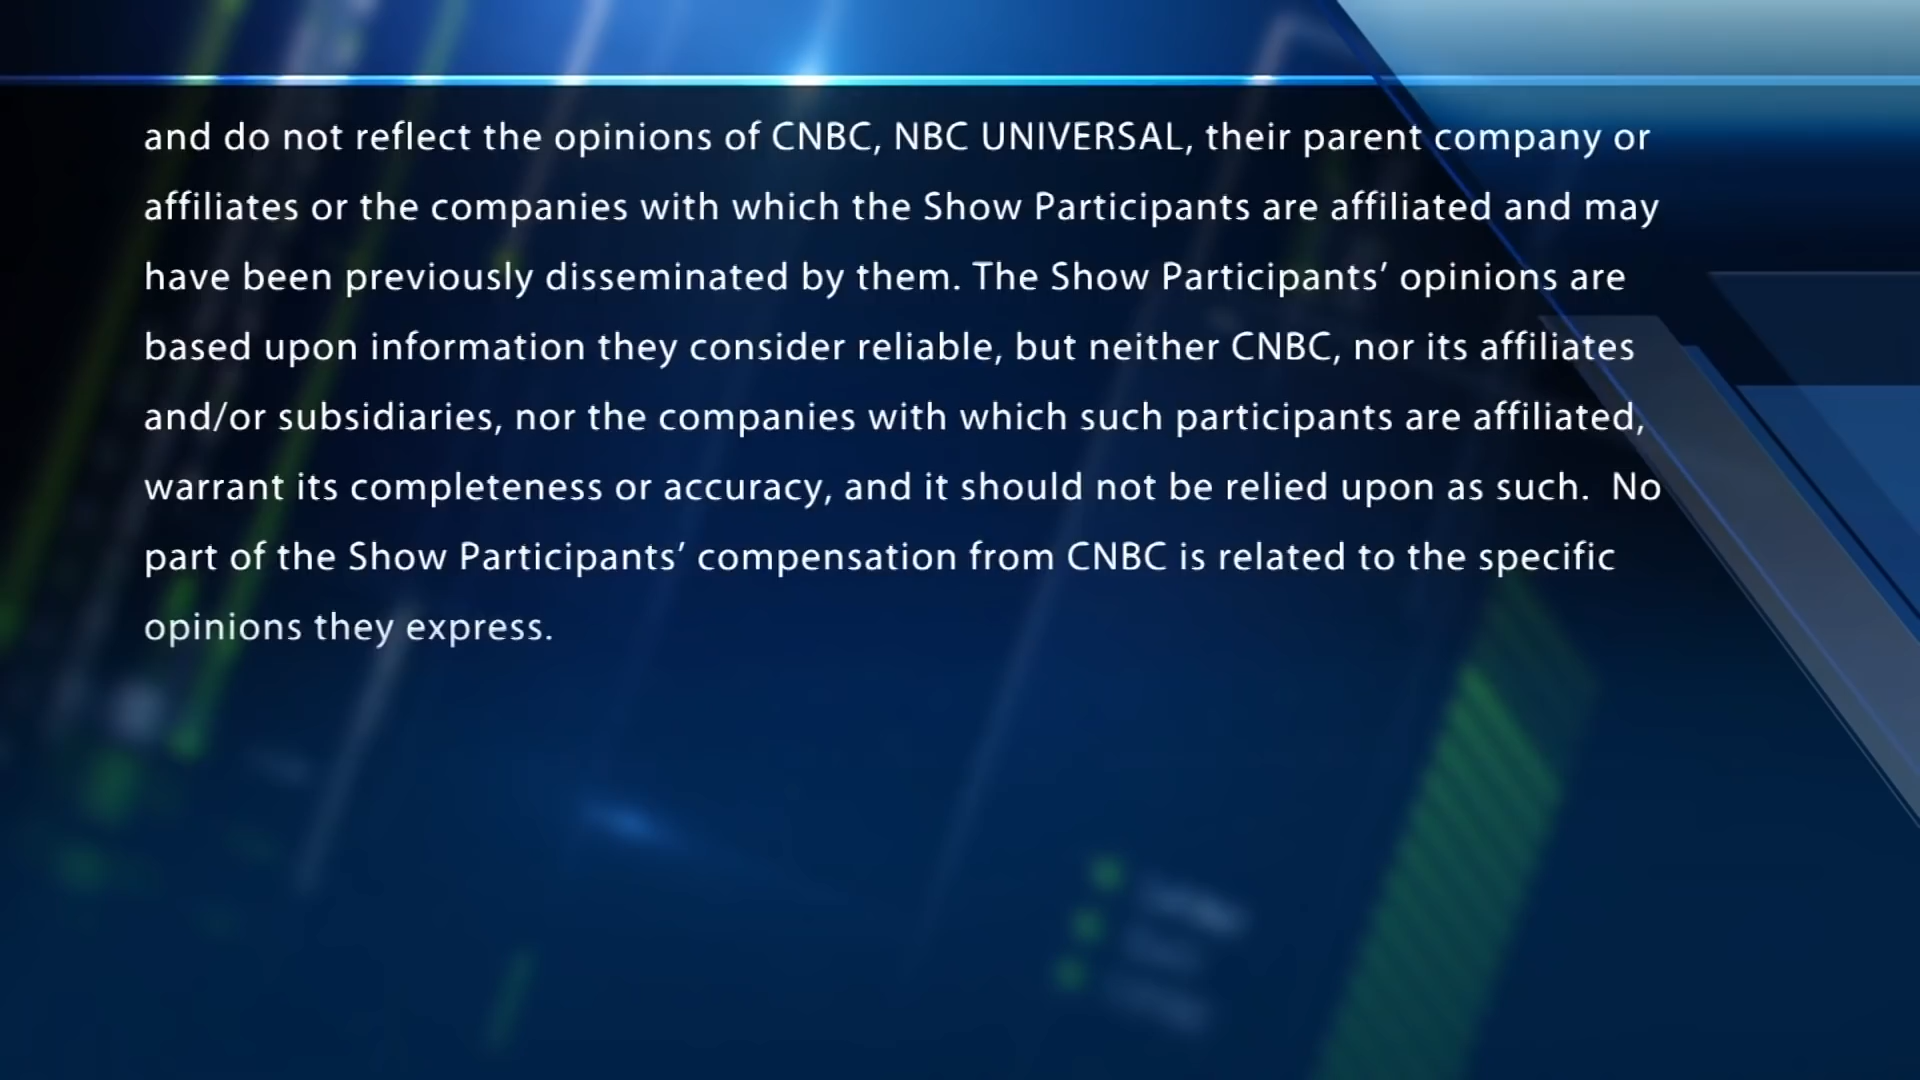 and do not reflect the opinions of CNBC, NBC UNIVERSAL, their parent company or
affiliates or the companies with which the Show Participants are affiliated and may
have been previously disseminated by them. The Show Participants’ opinions are
based upon information they consider reliable, but neither CNBC, nor its affiliates
and/or subsidiaries, nor the companies with which such participants are affiliated,
warrant its completeness or accuracy, and it should not be relied upon as such.  No
part of the Show Participants’ compensation from CNBC is related to the specific
opinions they express.